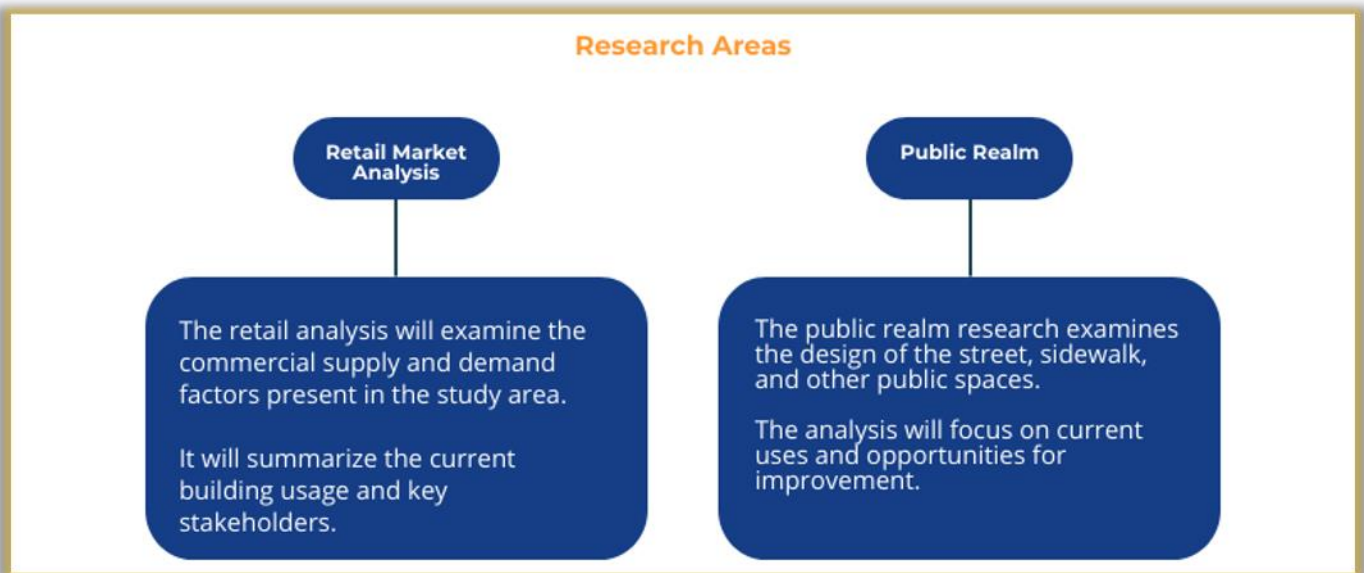 Research Areas
Retail Market
Analysis
The retail analysis will examine the
commercial supply and demand
factors present in the study area.
It will summarize the current
building usage and key
stakeholders.
Public Realm
The public realm research examines
the design of the street, sidewalk,
and other public spaces.
The analysis will focus on current
uses and opportunities for
improvement.